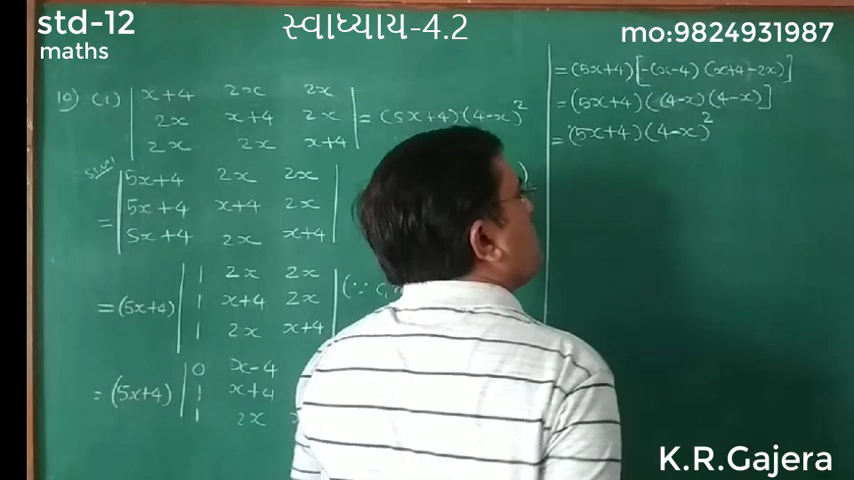 std-12
maths
સ્વાધ્યાય-4.2
mo:9824931987
10) (i) | x+4 2x 2x |
| 2x x+4 2x | = (5x+4)(4-x)²
| 2x 2x x+4 |
| 5x+4 2x 2x |
= | 5x+4 x+4 2x |
| 5x+4 2x x+4 |
| 1 2x 2x |
= (5x+4) | 1 x+4 2x | (∵ C
| 1 2x x+4 |
| 0 x-4
= (5x+4) | 1 x+4
| 1 2x
= (5x+4)[-(x-4) (x+4-2x)]
= (5x+4) (4-x)(4-x)]
= (5x+4)(4-x)²
K.R.Gajera